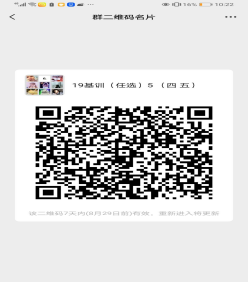 16% 10:22
群二维码名片
19基训（任选）5 （四 五）
该二维码7天内(8月29日前)有效，重新进入将更新